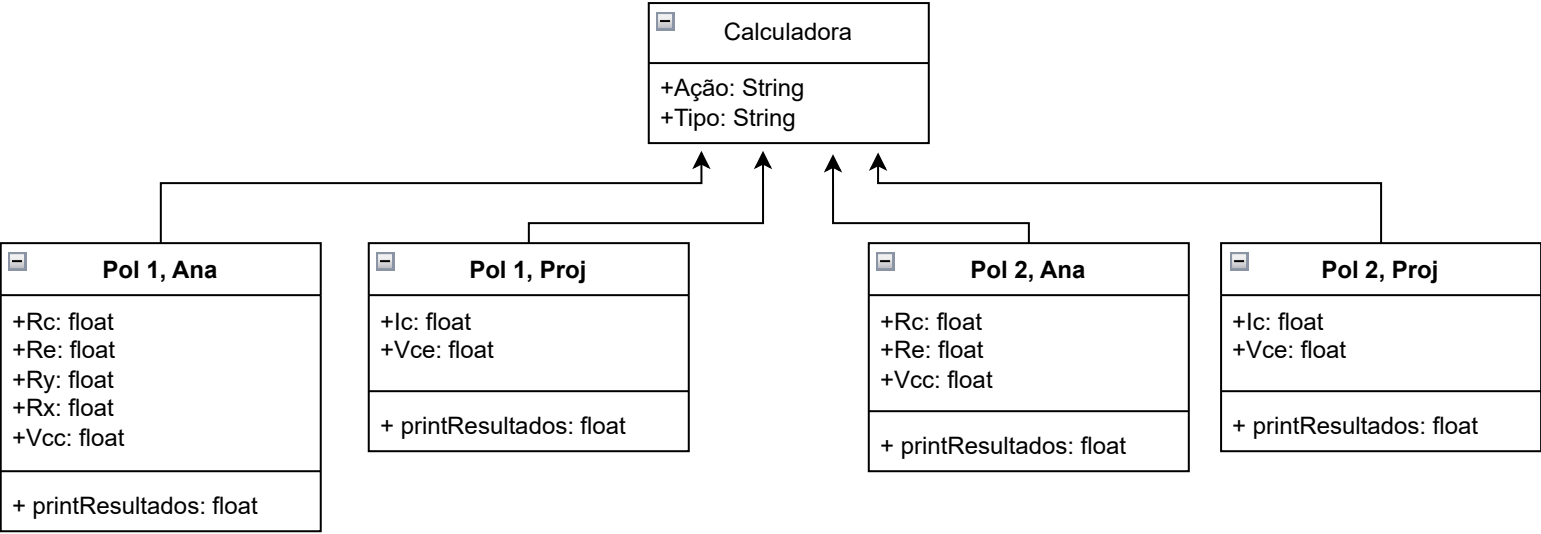 Calculadora
+Ação: String
+Tipo: String
Pol 1, Ana
+Rc: float
+Re: float
+Ry: float
+Rx: float
+Vcc: float
+ printResultados: float
Pol 1, Proj
+Ic: float
+Vce: float
+ printResultados: float
Pol 2, Ana
+Rc: float
+Re: float
+Vcc: float
+ printResultados: float
Pol 2, Proj
+Ic: float
+Vce: float
+ printResultados: float